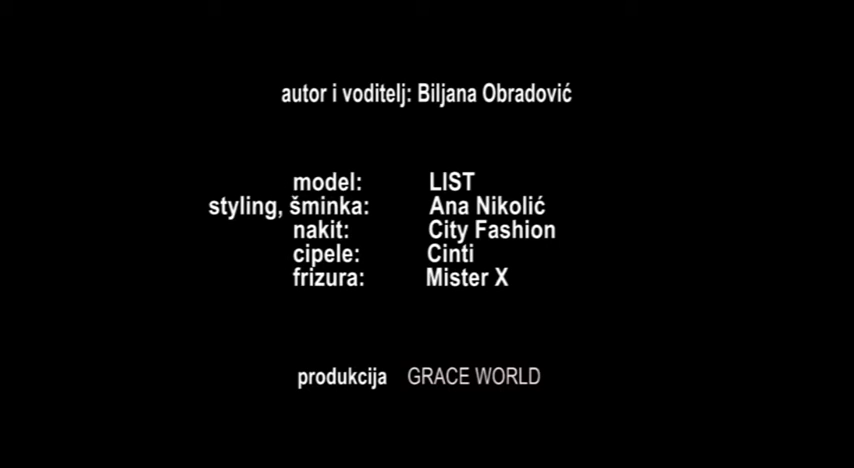 autor i voditelj: Biljana Obradović
model: LIST
styling, šminka: Ana Nikolić
nakit: City Fashion
cipele: Cinti
frizura: Mister X
produkcija GRACE WORLD